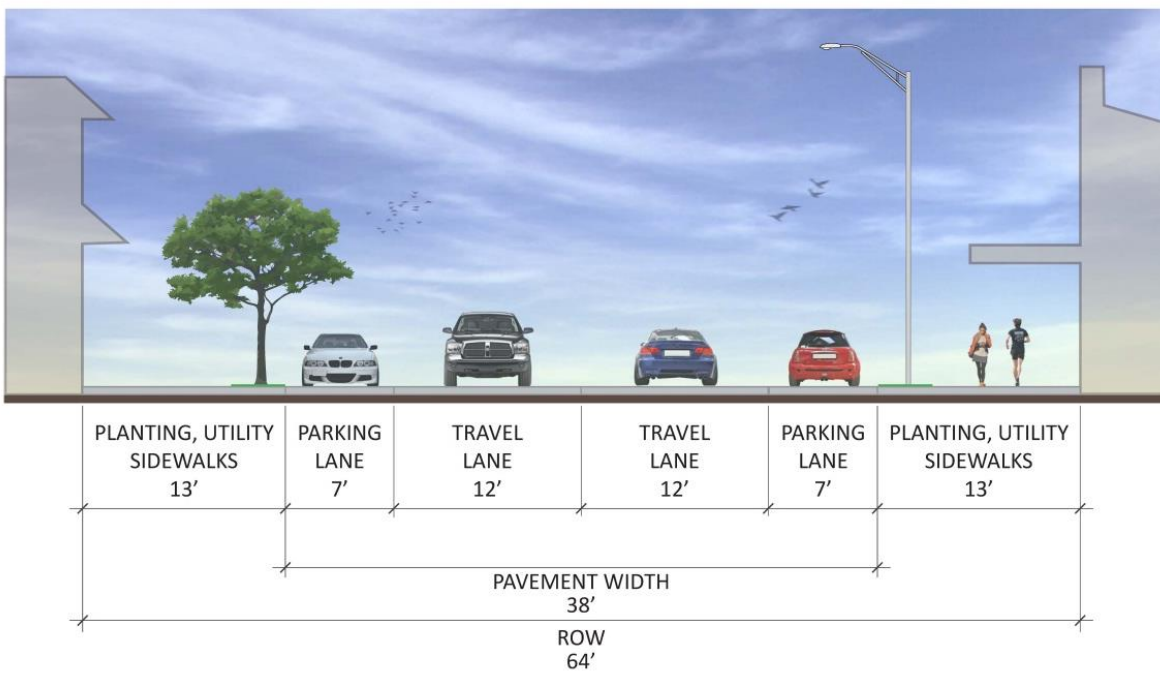 PLANTING, UTILITY
SIDEWALKS
13’
PARKING
LANE
7’
TRAVEL
LANE
12’
TRAVEL
LANE
12’
PARKING
LANE
7’
PLANTING, UTILITY
SIDEWALKS
13’
PAVEMENT WIDTH
38’
ROW
64’